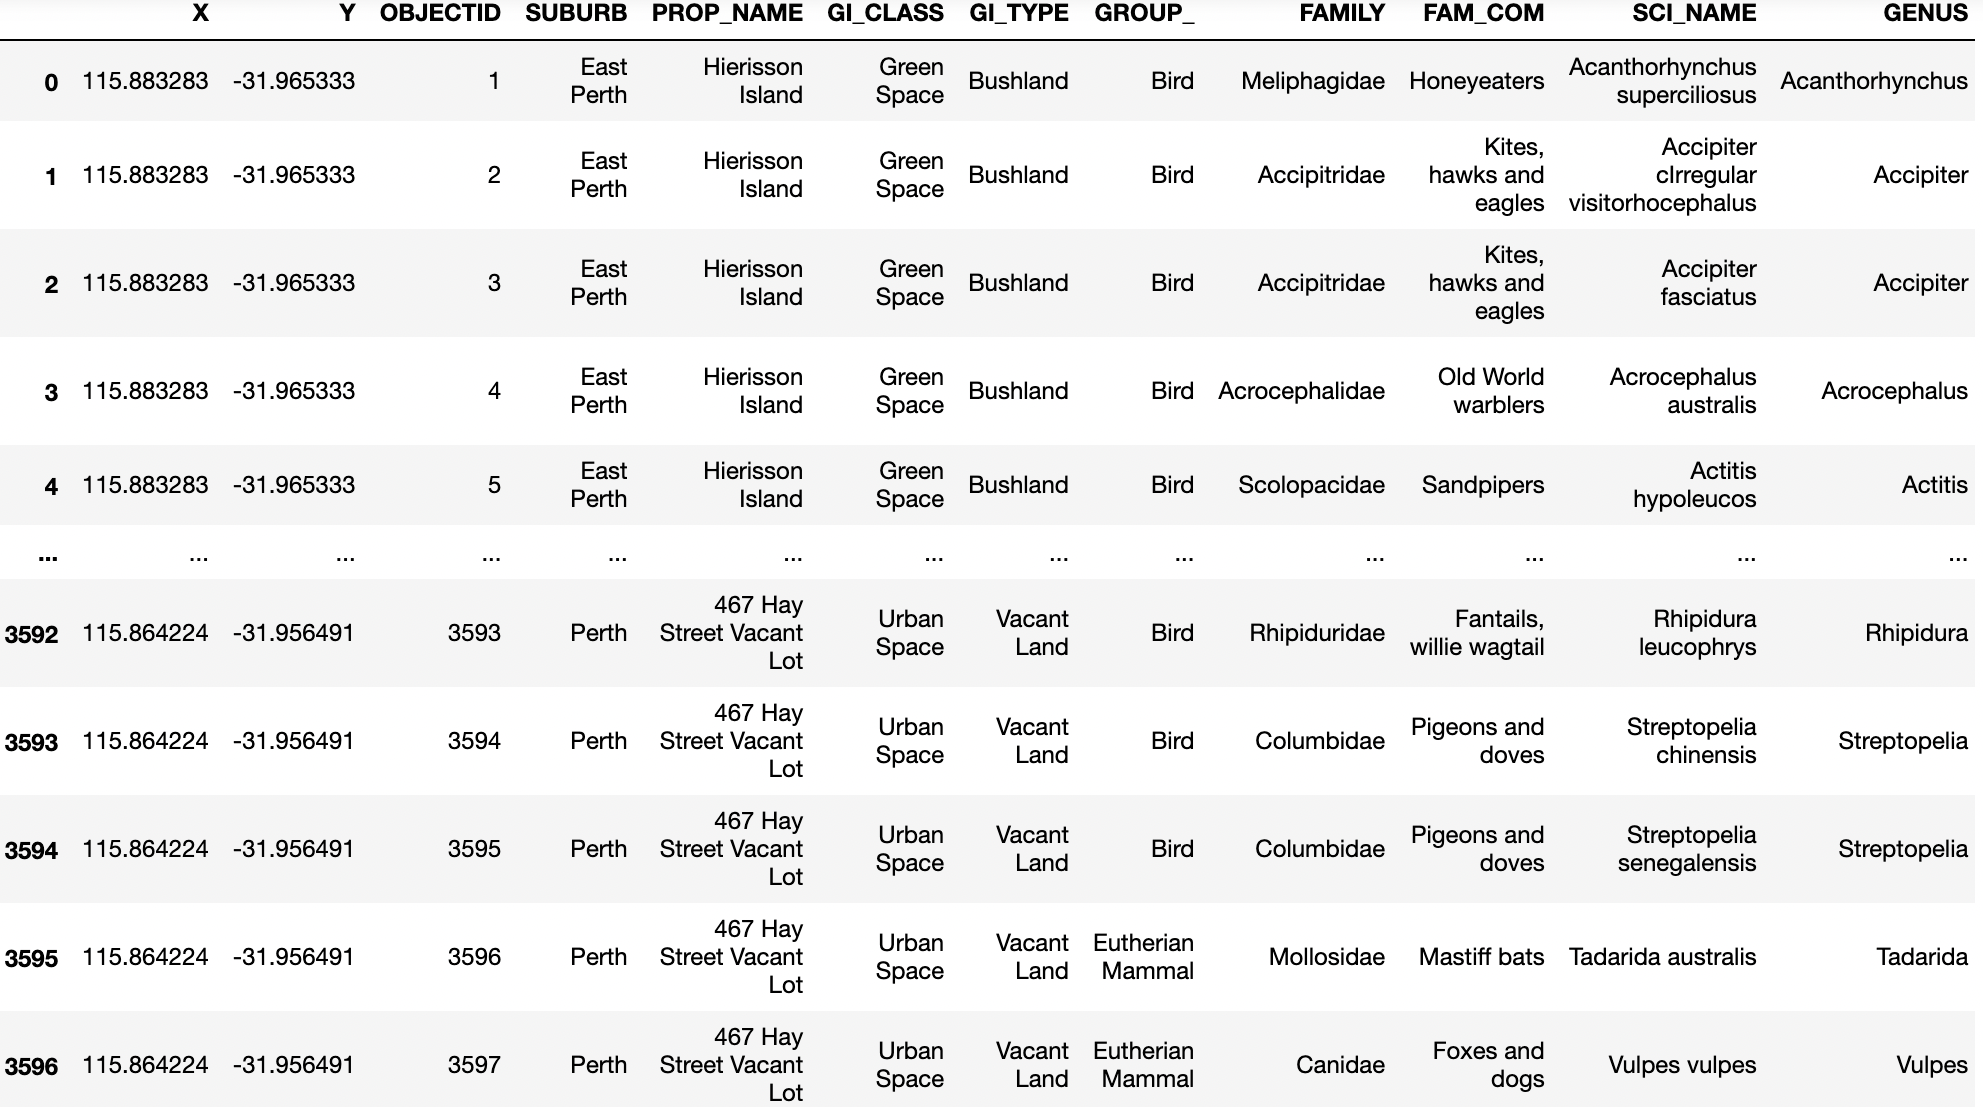 X Y OBJECTID SUBURB PROP_NAME GI_CLASS GI_TYPE GROUP_ FAMILY FAM_COM SCI_NAME GENUS
0 115.883283 -31.965333 1 East Perth Hierisson Island Green Space Bushland Bird Meliphagidae Honeyeaters Acanthorhynchus superciliosus Acanthorhynchus
1 115.883283 -31.965333 2 East Perth Hierisson Island Green Space Bushland Bird Accipitridae Kites, hawks and eagles Accipiter cIrregular visitorhocephalus Accipiter
2 115.883283 -31.965333 3 East Perth Hierisson Island Green Space Bushland Bird Accipitridae Kites, hawks and eagles Accipiter fasciatus Accipiter
3 115.883283 -31.965333 4 East Perth Hierisson Island Green Space Bushland Bird Acrocephalidae Old World warblers Acrocephalus australis Acrocephalus
4 115.883283 -31.965333 5 East Perth Hierisson Island Green Space Bushland Bird Scolopacidae Sandpipers Actitis hypoleucos Actitis
... ... ... ... ... ... ... ... ... ... ... ... ...
3592 115.864224 -31.956491 3593 Perth 467 Hay Street Vacant Lot Urban Space Vacant Land Bird Rhipiduridae Fantails, willie wagtail Rhipidura leucophrys Rhipidura
3593 115.864224 -31.956491 3594 Perth 467 Hay Street Vacant Lot Urban Space Vacant Land Bird Columbidae Pigeons and doves Streptopelia chinensis Streptopelia
3594 115.864224 -31.956491 3595 Perth 467 Hay Street Vacant Lot Urban Space Vacant Land Bird Columbidae Pigeons and doves Streptopelia senegalensis Streptopelia
3595 115.864224 -31.956491 3596 Perth 467 Hay Street Vacant Lot Urban Space Vacant Land Eutherian Mammal Mollosidae Mastiff bats Tadarida australis Tadarida
3596 115.864224 -31.956491 3597 Perth 467 Hay Street Vacant Lot Urban Space Vacant Land Eutherian Mammal Canidae Foxes and dogs Vulpes vulpes Vulpes